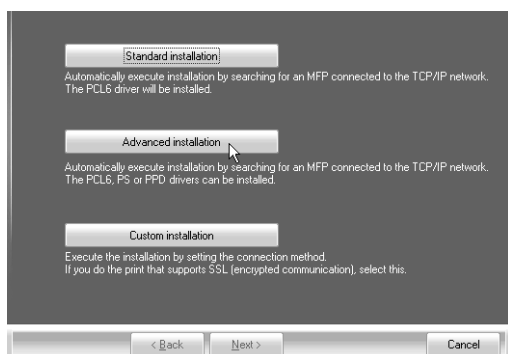 Standard installation
Automatically execute installation by searching for an MFP connected to the TCP/IP network.
The PCL6 driver will be installed.
Advanced installation
Automatically execute installation by searching for an MFP connected to the TCP/IP network.
The PCL6, PS or PPD drivers can be installed.
Custom installation
Execute the installation by setting the connection method.
If you do the print that supports SSL (encrypted communication), select this.
< Back Next > Cancel